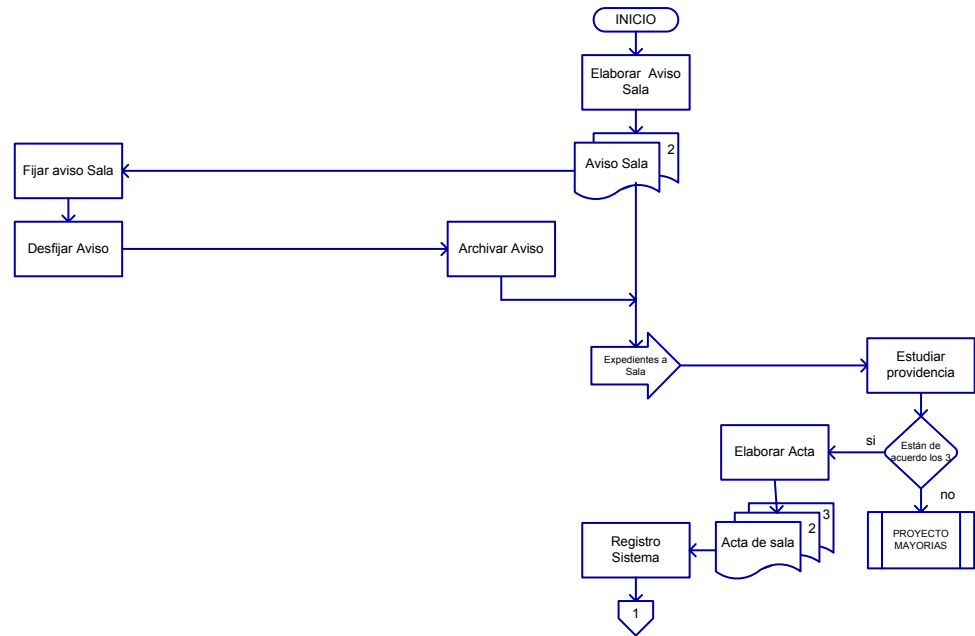 INICIO
Elaborar Aviso
Sala
Aviso Sala
2
Fijar aviso Sala
Desfijar Aviso
Archivar Aviso
Expedientes a
Sala
Estudiar
providencia
Están de
acuerdo los 3
si
no
Elaborar Acta
PROYECTO
MAYORIAS
Acta de sala
2
3
Registro
Sistema
1